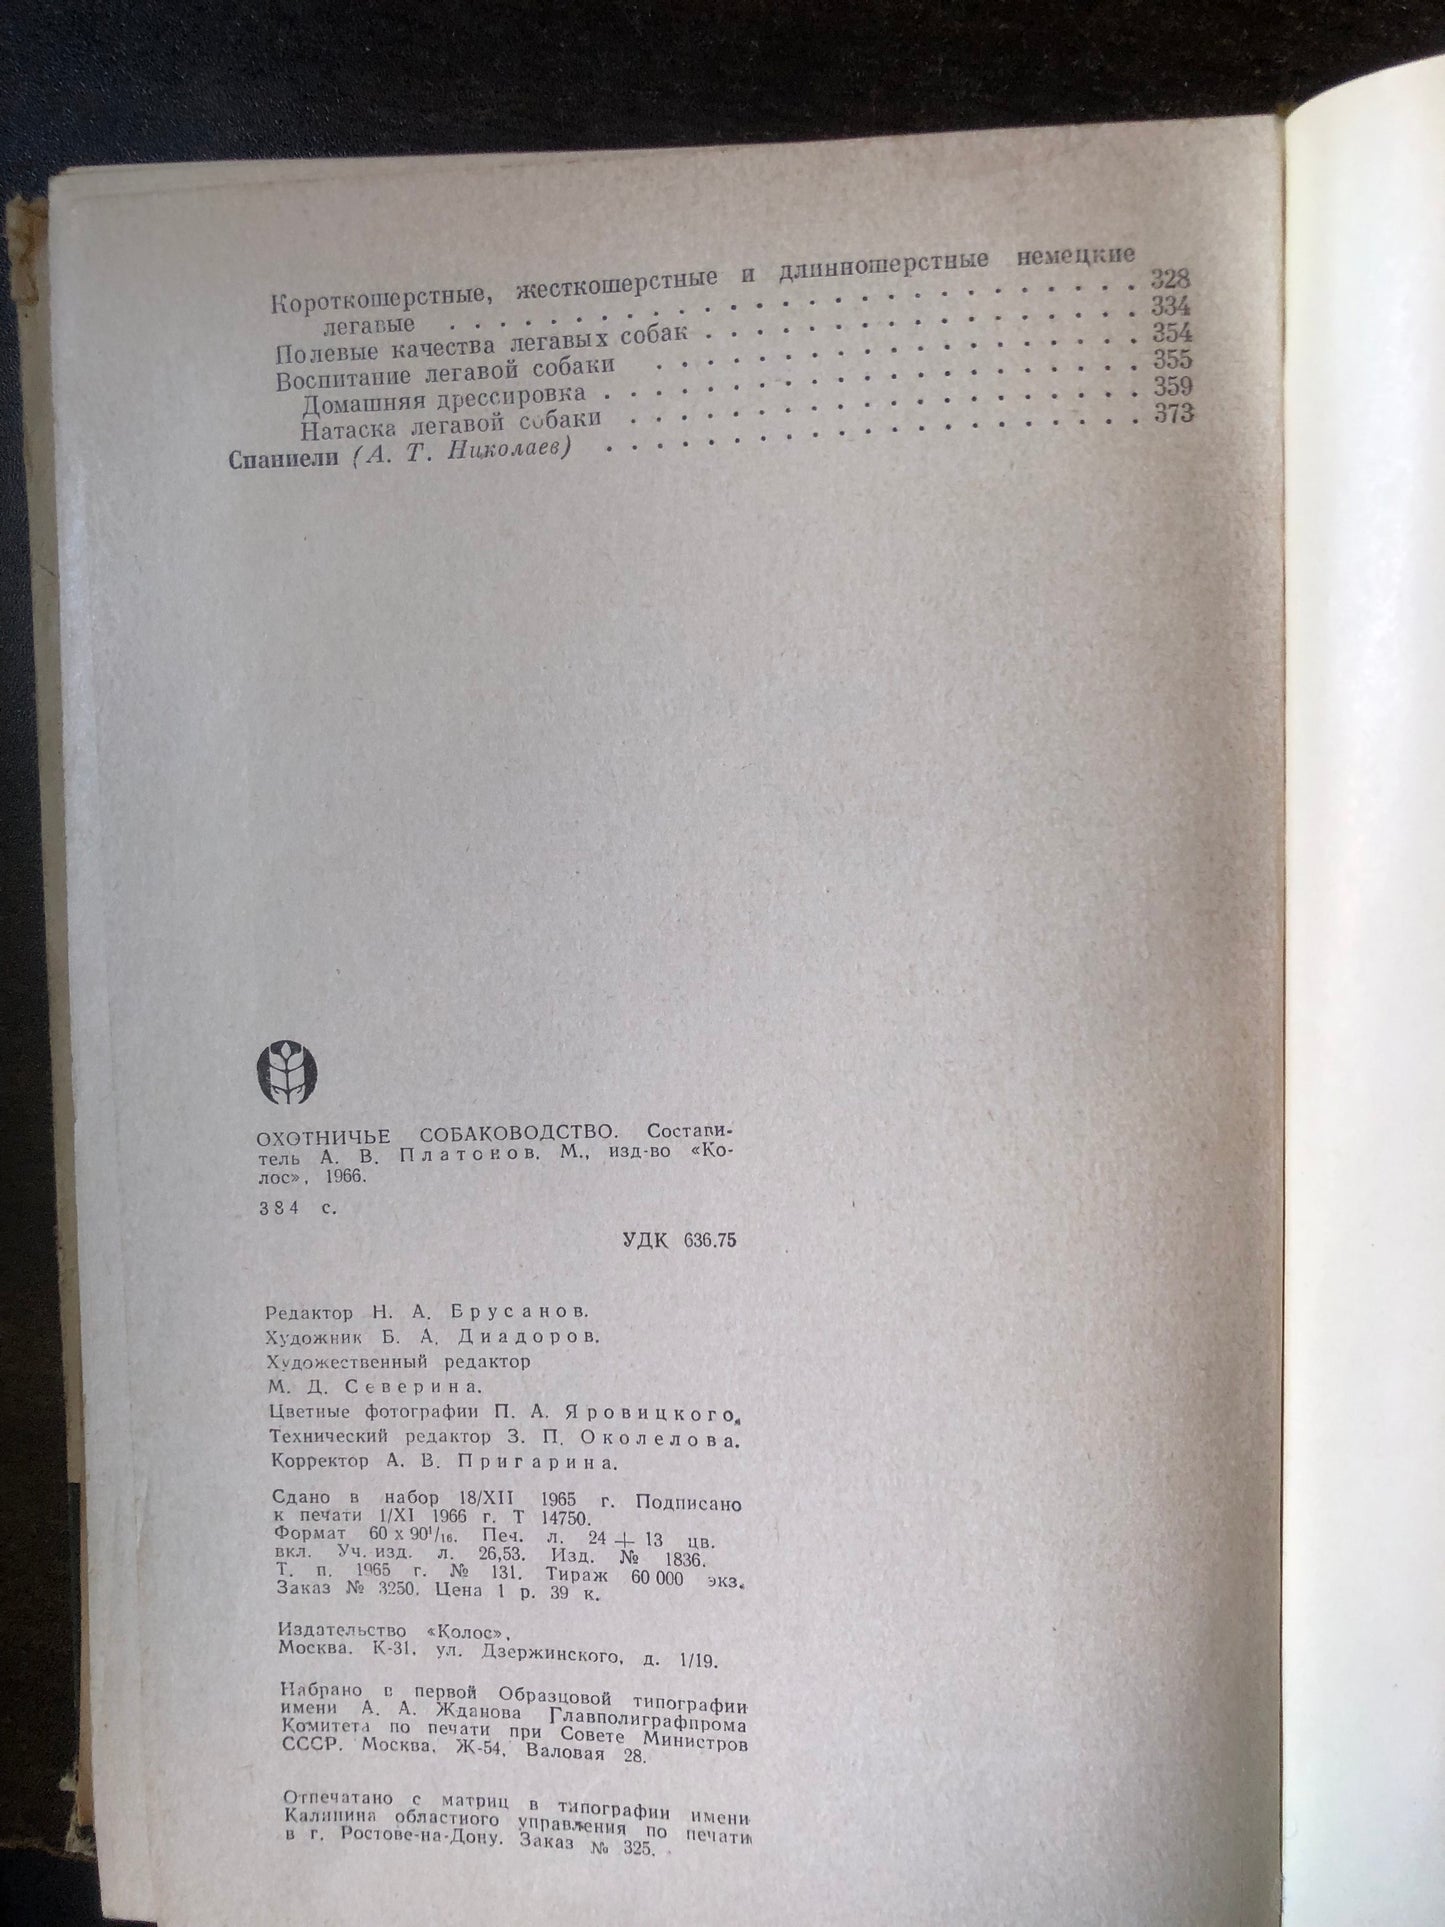 Короткошерстные, жесткошерстные и длинношерстные немецкие
легавые . . . . . . . . . . . . . . . . . . . . . . 328
Полевые качества легавых собак . . . . . . . . . . . . . 334
Воспитание легавой собаки . . . . . . . . . . . . . . . 354
Домашняя дрессировка . . . . . . . . . . . . . . . . . 355
Натаска легавой собаки . . . . . . . . . . . . . . . . 359
Спаниели (А. Т. Николаев) . . . . . . . . . . . . . . . . 373
ОХОТНИЧЬЕ СОБАКОВОДСТВО. Состави-
тель А. В. Платонов. М., изд-во «Ко-
лос», 1966.
384 с.
УДК 636.75
Редактор Н. А. Брусанов.
Художник Б. А. Диадоров.
Художественный редактор
М. Д. Северина.
Цветные фотографии П. А. Яровицкого.
Технический редактор З. П. Околелова.
Корректор А. В. Пригарина.
Сдано в набор 18/XII 1965 г. Подписано
к печати 1/XI 1966 г. Т 14750.
Формат 60 х 90¹/₁₆. Печ. л. 24 + 13 цв.
вкл. Уч. изд. л. 26,53. Изд. № 1836.
Т. п. 1965 г. № 131. Тираж 60 000 экз.
Заказ № 3250. Цена 1 р. 39 к.
Издательство «Колос»,
Москва. К-31, ул. Дзержинского, д. 1/19.
Набрано в первой Образцовой типографии
имени А. А. Жданова Главполиграфпрома
Комитета по печати при Совете Министров
СССР. Москва, Ж-54, Валовая 28.
Отпечатано с матриц в типографии имени
Калинина областного управления по печати
в г. Ростове-на-Дону. Заказ № 325.